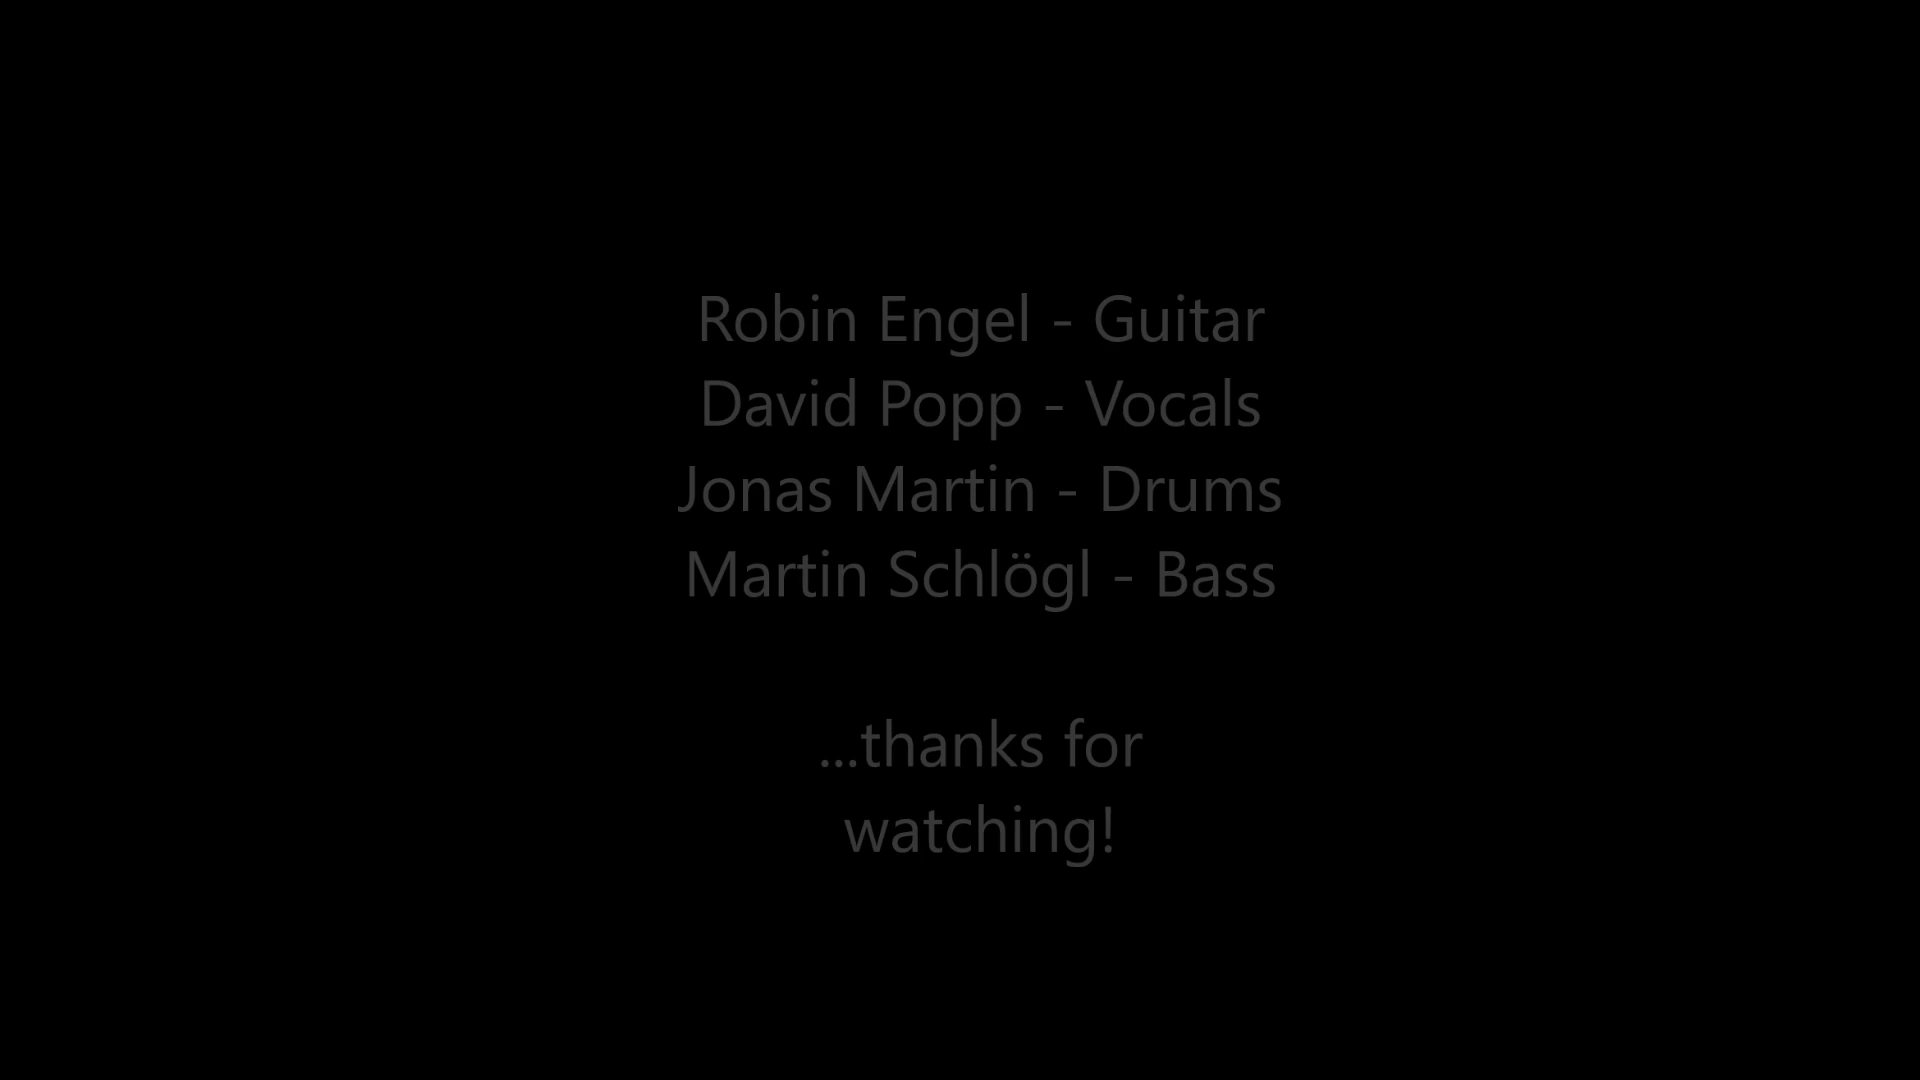 Robin Engel - Guitar
David Popp - Vocals
Jonas Martin - Drums
Martin Schlögl - Bass
...thanks for
watching!